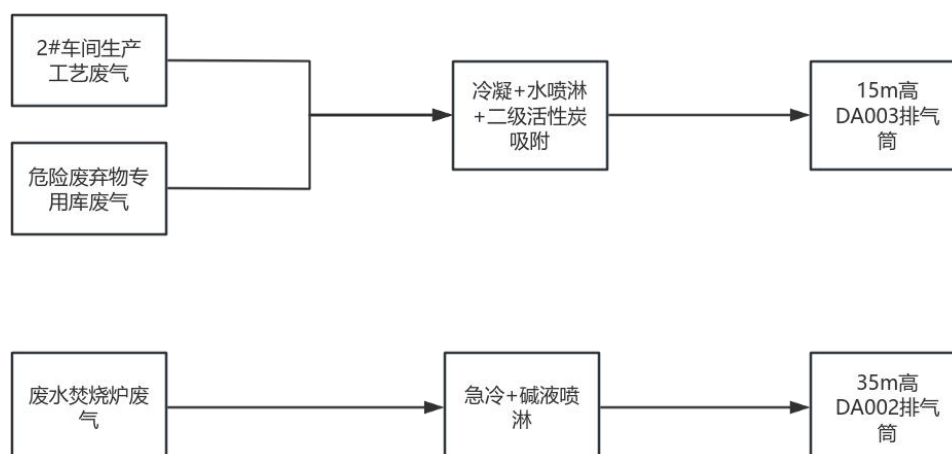 2#车间生产
工艺废气
冷凝+水喷淋
+二级活性炭
吸附
15m高
DA003排气
筒
危险废弃物专
用库废气
废水焚烧炉废
气
急冷+碱液喷
淋
35m高
DA002排气
筒